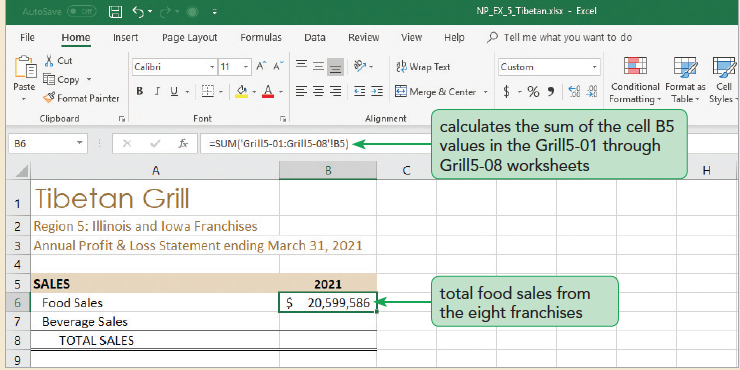 AutoSave Off
NP_EX_5_Tibetan.xlsx - Excel
File Home Insert Page Layout Formulas Data Review View Help Tell me what you want to do
Paste
Cut
Copy
Format Painter
Clipboard
Calibri 11 A A
B I U A
Font
Wrap Text
Merge & Center
Alignment
Custom
$ % ,
Conditional Formatting
Format as Table
Cell Styles
B6
fx
=SUM('Grill5-01:Grill5-08'!B5)
calculates the sum of the cell B5
values in the Grill5-01 through
Grill5-08 worksheets
A B C H
1 Tibetan Grill
2 Region 5: Illinois and Iowa Franchises
3 Annual Profit & Loss Statement ending March 31, 2021
4
5 SALES 2021
6 Food Sales $ 20,599,586
total food sales from
the eight franchises
7 Beverage Sales
8 TOTAL SALES
9